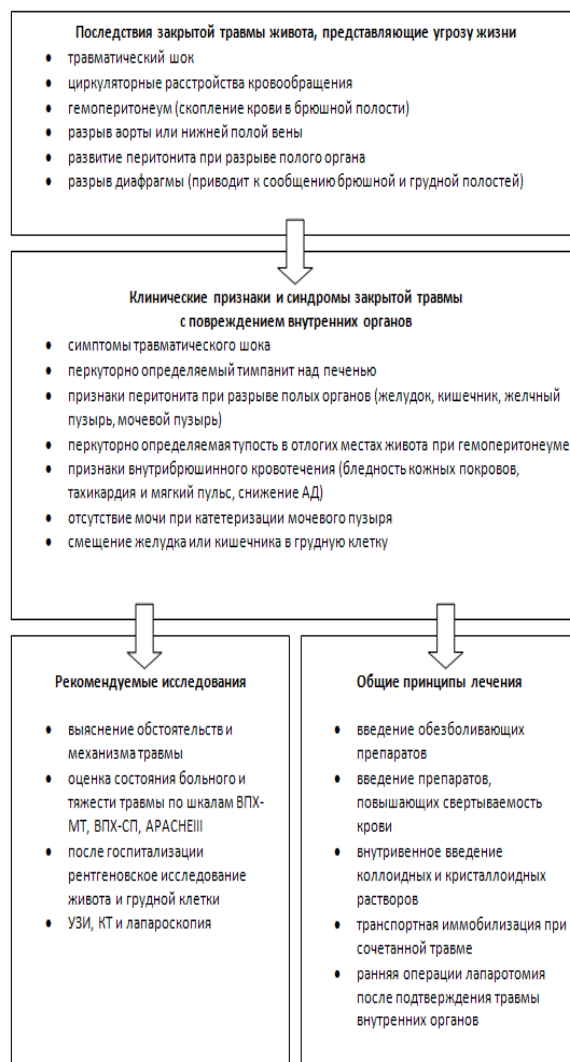 Последствия закрытой травмы живота, представляющие угрозу жизни
• травматический шок
• циркуляторные расстройства кровообращения
• гемоперитонеум (скопление крови в брюшной полости)
• разрыв аорты или нижней полой вены
• развитие перитонита при разрыве полого органа
• разрыв диафрагмы (приводит к сообщению брюшной и грудной полостей)
Клинические признаки и синдромы закрытой травмы
с повреждением внутренних органов
• симптомы травматического шока
• перкуторно определяемый тимпанит над печенью
• признаки перитонита при разрыве полых органов (желудок, кишечник, желчный
пузырь, мочевой пузырь)
• перкуторно определяемая тупость в отлогих местах живота при гемоперитонеуме
• признаки внутрибрюшинного кровотечения (бледность кожных покровов,
тахикардия и мягкий пульс, снижение АД)
• отсутствие мочи при катетеризации мочевого пузыря
• смещение желудка или кишечника в грудную клетку
Рекомендуемые исследования
• выяснение обстоятельств и
механизма травмы
• оценка состояния больного и
тяжести травмы по шкалам ВПХ-
МТ, ВПХ-СП, APACHEIII
• после госпитализации
рентгеновское исследование
живота и грудной клетки
• УЗИ, КТ и лапароскопия
Общие принципы лечения
• введение обезболивающих
препаратов
• введение препаратов,
повышающих свертываемость
крови
• внутривенное введение
коллоидных и кристаллоидных
растворов
• транспортная иммобилизация при
сочетанной травме
• ранняя операции лапаротомия
после подтверждения травмы
внутренних органов